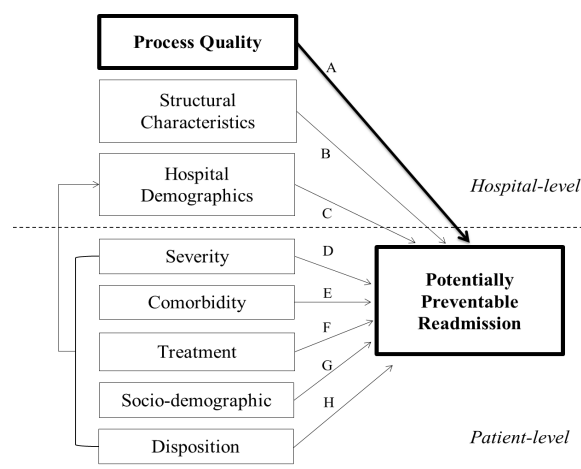 Process Quality
A
Structural
Characteristics
B
Hospital
Demographics
C
Hospital-level
Severity
D
Comorbidity
E
Treatment
F
Socio-demographic
G
Disposition
H
Potentially
Preventable
Readmission
Patient-level